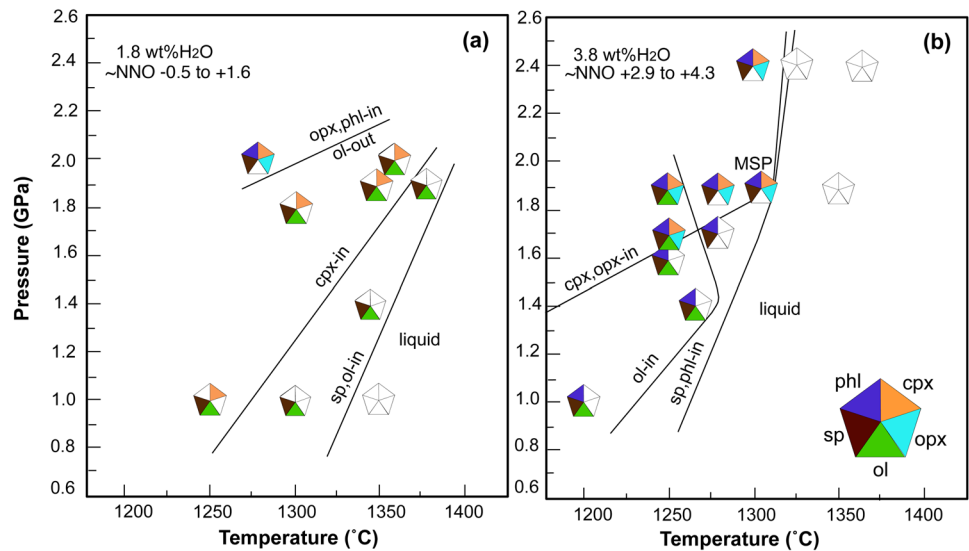 (a)
1.8 wt%H2O
~NNO -0.5 to +1.6
opx,phl-in
ol-out
cpx-in
sp,ol-in
liquid
2.6
2.4
2.2
2.0
1.8
1.6
1.4
1.2
1.0
0.8
0.6
Pressure (GPa)
1200
1250
1300
1350
1400
Temperature (˚C)
(b)
3.8 wt%H2O
~NNO +2.9 to +4.3
MSP
cpx,opx-in
ol-in
sp,phl-in
liquid
phl
cpx
sp
opx
ol
2.6
2.4
2.2
2.0
1.8
1.6
1.4
1.2
1.0
0.8
0.6
1200
1250
1300
1350
1400
Temperature (˚C)